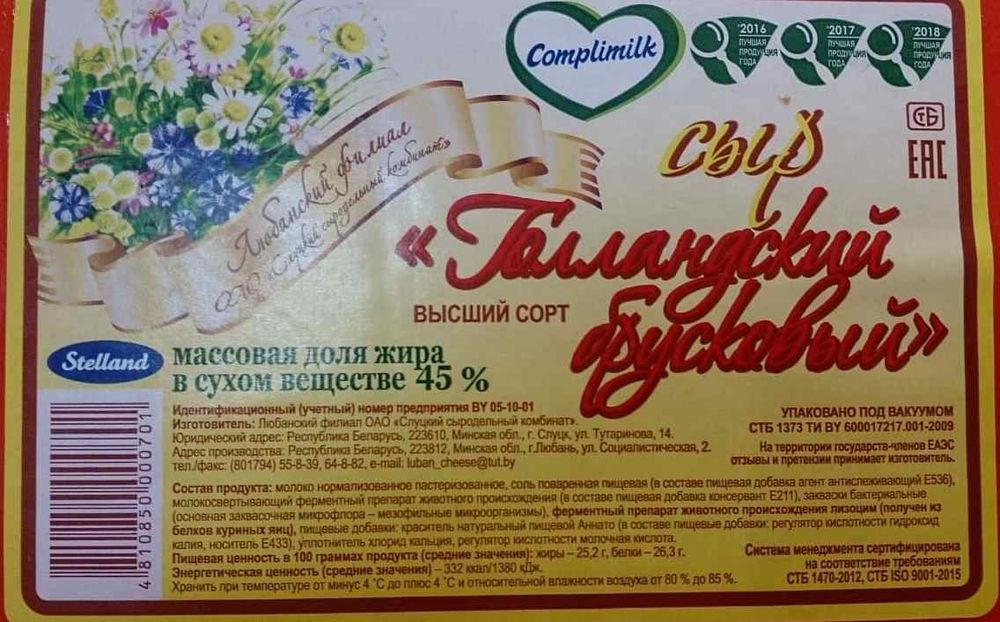 Complimilk
2016
ЛУЧШАЯ
ПРОДУКЦИЯ
ГОДА
2017
ЛУЧШАЯ
ПРОДУКЦИЯ
ГОДА
2018
ЛУЧШАЯ
ПРОДУКЦИЯ
ГОДА
СТБ
EAC
Любанский филиал
ОАО «Слуцкий сыродельный комбинат»
сыр
«Голландский
брусковый»
ВЫСШИЙ СОРТ
Stelland
массовая доля жира
в сухом веществе 45 %
Идентификационный (учетный) номер предприятия BY 05-10-01
Изготовитель: Любанский филиал ОАО «Слуцкий сыродельный комбинат».
Юридический адрес: Республика Беларусь, 223610, Минская обл., г. Слуцк, ул. Тутаринова, 14.
Адрес производства: Республика Беларусь, 223812, Минская обл., г.Любань, ул. Социалистическая, 2.
тел./факс: (801794) 55-8-39, 64-8-82, e-mail: luban_cheese@tut.by
УПАКОВАНО ПОД ВАКУУМОМ
СТБ 1373 ТИ BY 600017217.001-2009
На территории государств-членов ЕАЭС
отзывы и претензии принимает изготовитель.
Состав продукта: молоко нормализованное пастеризованное, соль поваренная пищевая (в составе пищевая добавка агент антислеживающий Е536),
молокосвертывающий ферментный препарат животного происхождения (в составе пищевая добавка консервант Е211), закваски бактериальные
(основная заквасочная микрофлора – мезофильные микроорганизмы), ферментный препарат животного происхождения лизоцим (получен из
белков куриных яиц), пищевые добавки: краситель натуральный пищевой Аннато (в составе пищевые добавки: регулятор кислотности гидроксид
калия, носитель Е433), уплотнитель хлорид кальция, регулятор кислотности молочная кислота.
Пищевая ценность в 100 граммах продукта (средние значения): жиры – 25,2 г, белки – 26,3 г.
Энергетическая ценность (средние значения) – 332 ккал/1380 кДж.
Хранить при температуре от минус 4 ˚С до плюс 4 ˚С и относительной влажности воздуха от 80 % до 85 %.
Система менеджмента сертифицирована
на соответствие требованиям
СТБ 1470-2012, СТБ ISO 9001-2015
4 810850 000770 1